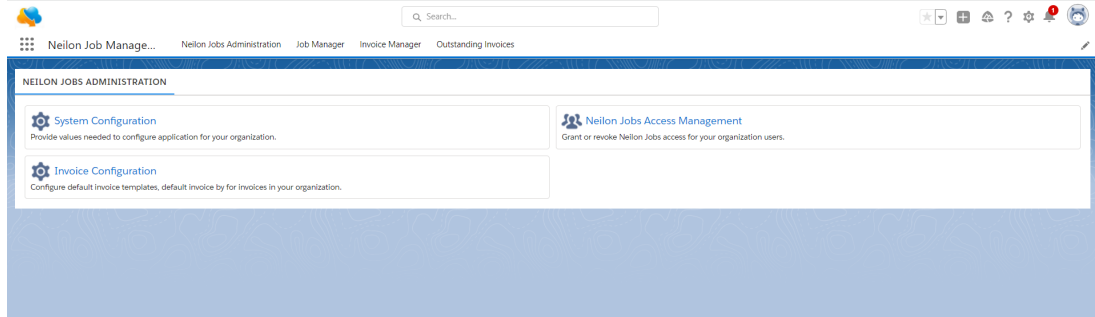 Search...
1
Neilon Job Manage... Neilon Jobs Administration Job Manager Invoice Manager Outstanding Invoices
NEILON JOBS ADMINISTRATION
System Configuration
Provide values needed to configure application for your organization.
Neilon Jobs Access Management
Grant or revoke Neilon Jobs access for your organization users.
Invoice Configuration
Configure default invoice templates, default invoice by for invoices in your organization.